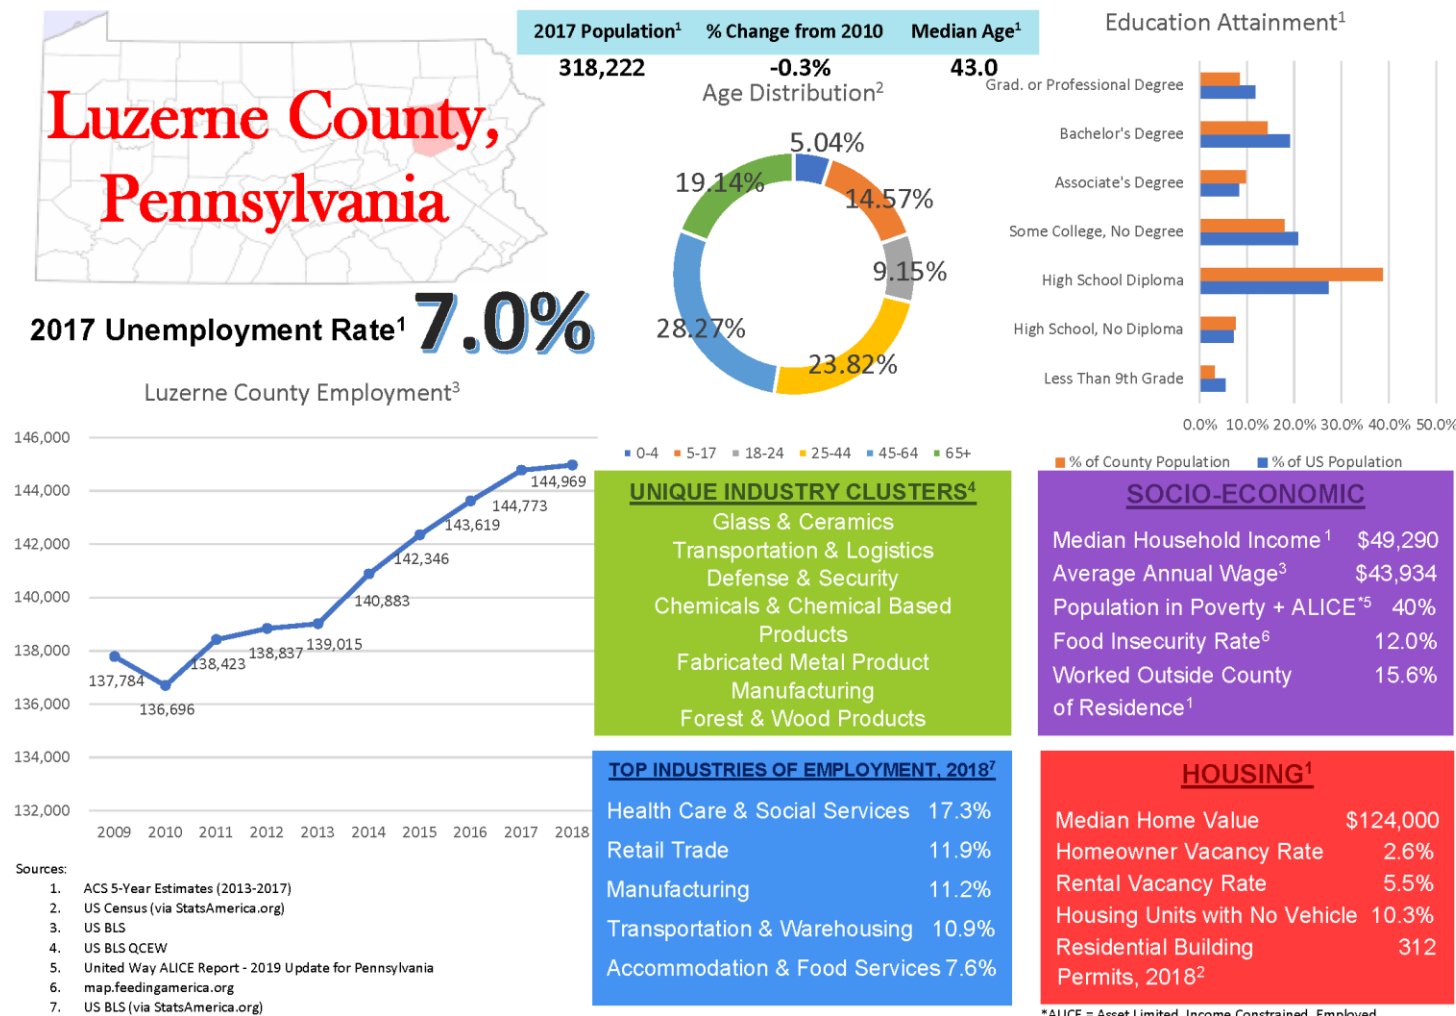 Luzerne County,
Pennsylvania
2017 Population¹ % Change from 2010 Median Age¹
318,222 -0.3% 43.0
2017 Unemployment Rate¹ 7.0%
Age Distribution²
5.04%
14.57%
9.15%
23.82%
28.27%
19.14%
0-4 5-17 18-24 25-44 45-64 65+
Education Attainment¹
Grad. or Professional Degree
Bachelor's Degree
Associate's Degree
Some College, No Degree
High School Diploma
High School, No Diploma
Less Than 9th Grade
0.0% 10.0% 20.0% 30.0% 40.0% 50.0%
% of County Population % of US Population
Luzerne County Employment³
146,000
144,000
142,000
140,000
138,000
136,000
134,000
132,000
137,784
136,696
138,423
138,837
139,015
140,883
142,346
143,619
144,773
144,969
2009 2010 2011 2012 2013 2014 2015 2016 2017 2018
UNIQUE INDUSTRY CLUSTERS⁴
Glass & Ceramics
Transportation & Logistics
Defense & Security
Chemicals & Chemical Based
Products
Fabricated Metal Product
Manufacturing
Forest & Wood Products
SOCIO-ECONOMIC
Median Household Income¹ $49,290
Average Annual Wage³ $43,934
Population in Poverty + ALICE*⁵ 40%
Food Insecurity Rate⁶ 12.0%
Worked Outside County 15.6%
of Residence¹
TOP INDUSTRIES OF EMPLOYMENT, 2018⁷
Health Care & Social Services 17.3%
Retail Trade 11.9%
Manufacturing 11.2%
Transportation & Warehousing 10.9%
Accommodation & Food Services 7.6%
HOUSING¹
Median Home Value $124,000
Homeowner Vacancy Rate 2.6%
Rental Vacancy Rate 5.5%
Housing Units with No Vehicle 10.3%
Residential Building 312
Permits, 2018²
Sources:
1. ACS 5-Year Estimates (2013-2017)
2. US Census (via StatsAmerica.org)
3. US BLS
4. US BLS QCEW
5. United Way ALICE Report - 2019 Update for Pennsylvania
6. map.feedingamerica.org
7. US BLS (via StatsAmerica.org)
*ALICE = Asset Limited, Income Constrained, Employed